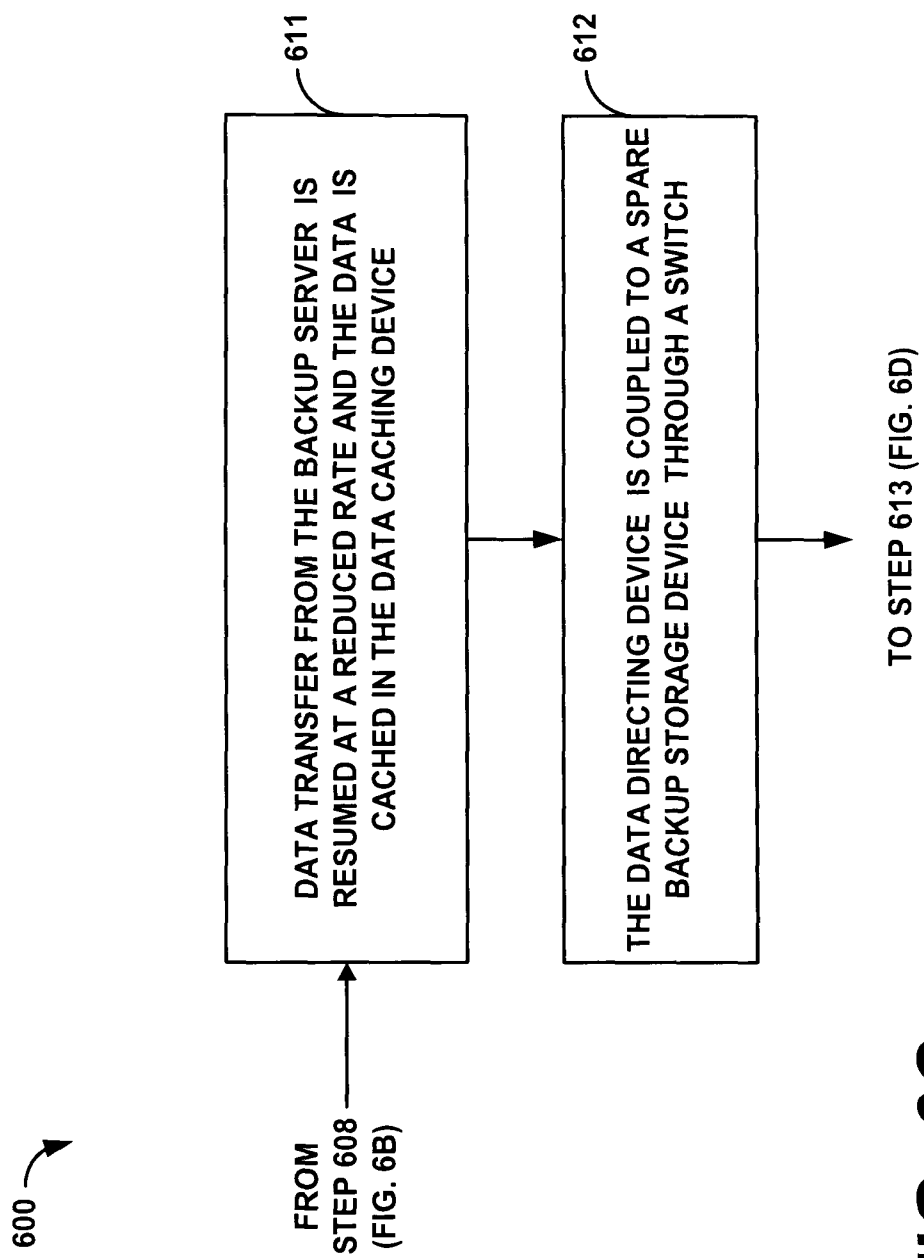 600
FROM
STEP 608
(FIG. 6B)
DATA TRANSFER FROM THE BACKUP SERVER IS
RESUMED AT A REDUCED RATE AND THE DATA IS
CACHED IN THE DATA CACHING DEVICE
611
THE DATA DIRECTING DEVICE IS COUPLED TO A SPARE
BACKUP STORAGE DEVICE THROUGH A SWITCH
612
TO STEP 613 (FIG. 6D)